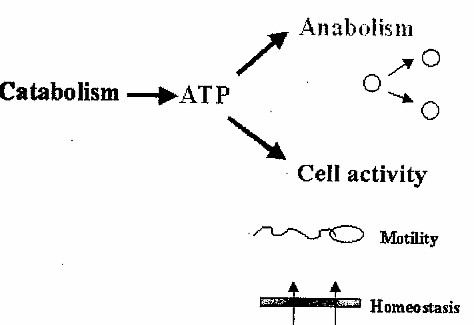 Anabolism
Catabolism
ATP
Cell activity
Motility
Homeostasis